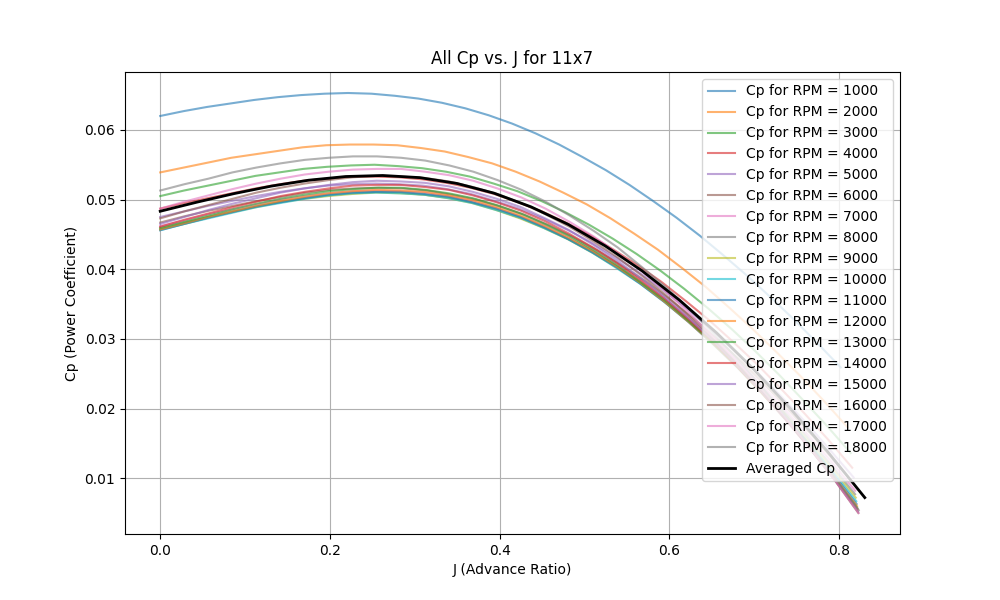 All Cp vs. J for 11x7
Cp (Power Coefficient)
0.06
0.05
0.04
0.03
0.02
0.01
0.0
0.2
0.4
0.6
0.8
J (Advance Ratio)
Cp for RPM = 1000
Cp for RPM = 2000
Cp for RPM = 3000
Cp for RPM = 4000
Cp for RPM = 5000
Cp for RPM = 6000
Cp for RPM = 7000
Cp for RPM = 8000
Cp for RPM = 9000
Cp for RPM = 10000
Cp for RPM = 11000
Cp for RPM = 12000
Cp for RPM = 13000
Cp for RPM = 14000
Cp for RPM = 15000
Cp for RPM = 16000
Cp for RPM = 17000
Cp for RPM = 18000
Averaged Cp